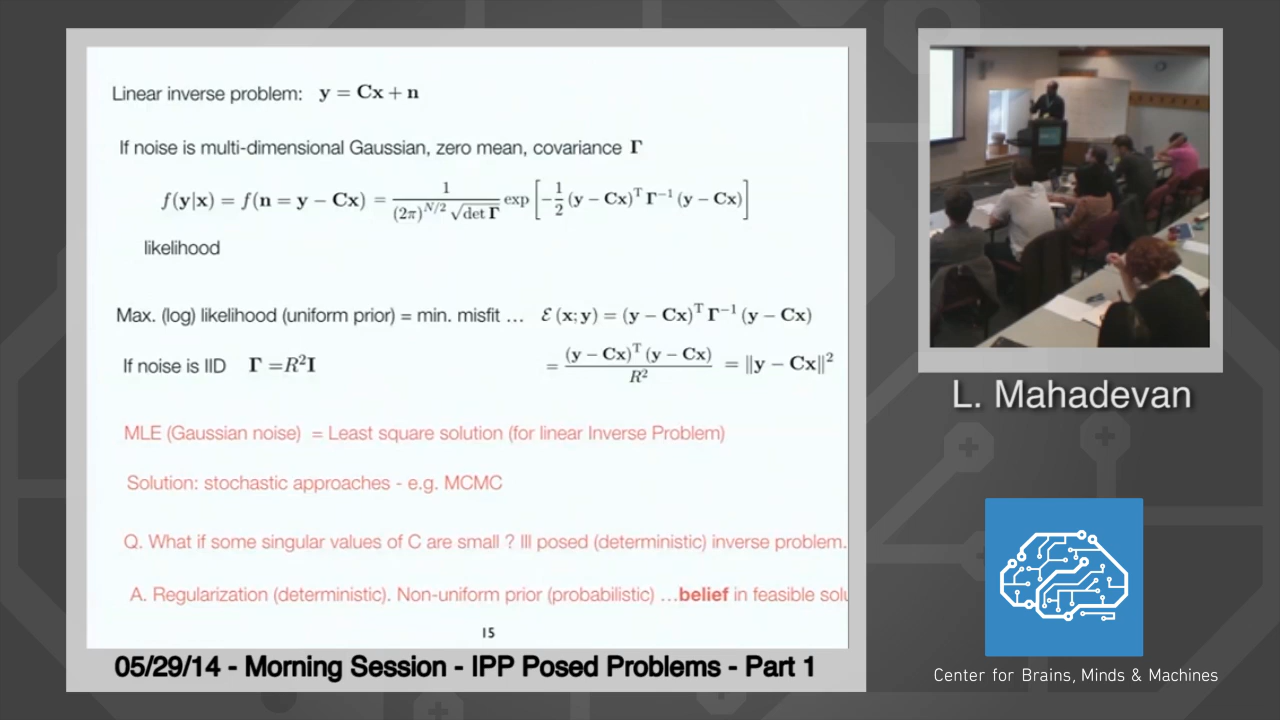 Linear inverse problem: y = Cx + n
If noise is multi-dimensional Gaussian, zero mean, covariance Γ
f(y|x) = f(n = y − Cx) = 1 / ((2π)^{N/2} √(det Γ)) exp[−1/2 (y − Cx)^T Γ^{−1} (y − Cx)]
likelihood
Max. (log) likelihood (uniform prior) = min. misfit … ℰ (x; y) = (y − Cx)^T Γ^{−1} (y − Cx)
If noise is IID Γ =R²I = (y − Cx)^T (y − Cx) / R² = ‖y − Cx‖²
MLE (Gaussian noise) = Least square solution (for linear Inverse Problem)
Solution: stochastic approaches - e.g. MCMC
Q. What if some singular values of C are small ? Ill posed (deterministic) inverse problem.
A. Regularization (deterministic). Non-uniform prior (probabilistic) …belief in feasible solu
15
05/29/14 - Morning Session - IPP Posed Problems - Part 1
L. Mahadevan
Center for Brains, Minds & Machines